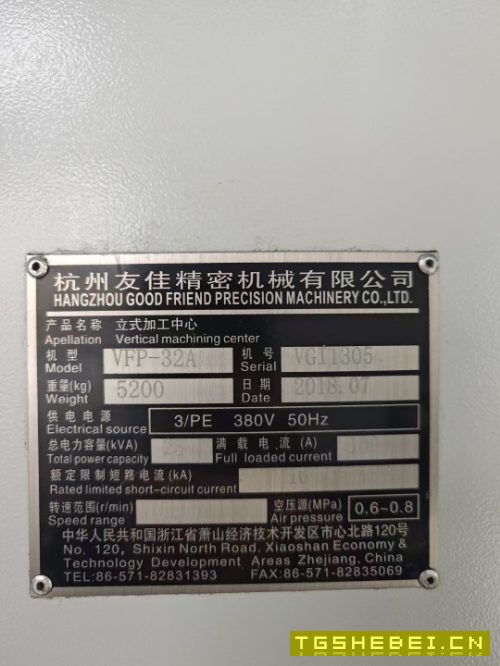 杭州友佳精密机械有限公司
HANGZHOU GOOD FRIEND PRECISION MACHINERY CO.,LTD.
产品名称 立式加工中心
Apellation Vertical machining center
机型 VFP-32A 机号 VG11305
Model Serial
重量(kg) 5200 日期 2018.07
Weight Date
供电电源 3/PE 380V 50Hz
Electrical source
总电力容量(kVA) 满载电流(A)
Total power capacity Full loaded current
额定限制短路电流(kA) 10
Rated limited short-circuit current
转速范围(r/min) 空压源(MPa) 0.6~0.8
Speed range Air pressure
中华人民共和国浙江省萧山经济技术开发区市心北路120号
No. 120, Shixin North Road, Xiaoshan Economy &
Technology Development Areas Zhejiang, China
TEL:86-571-82831393 FAX:86-571-82835069
TGSHEBEI.CN